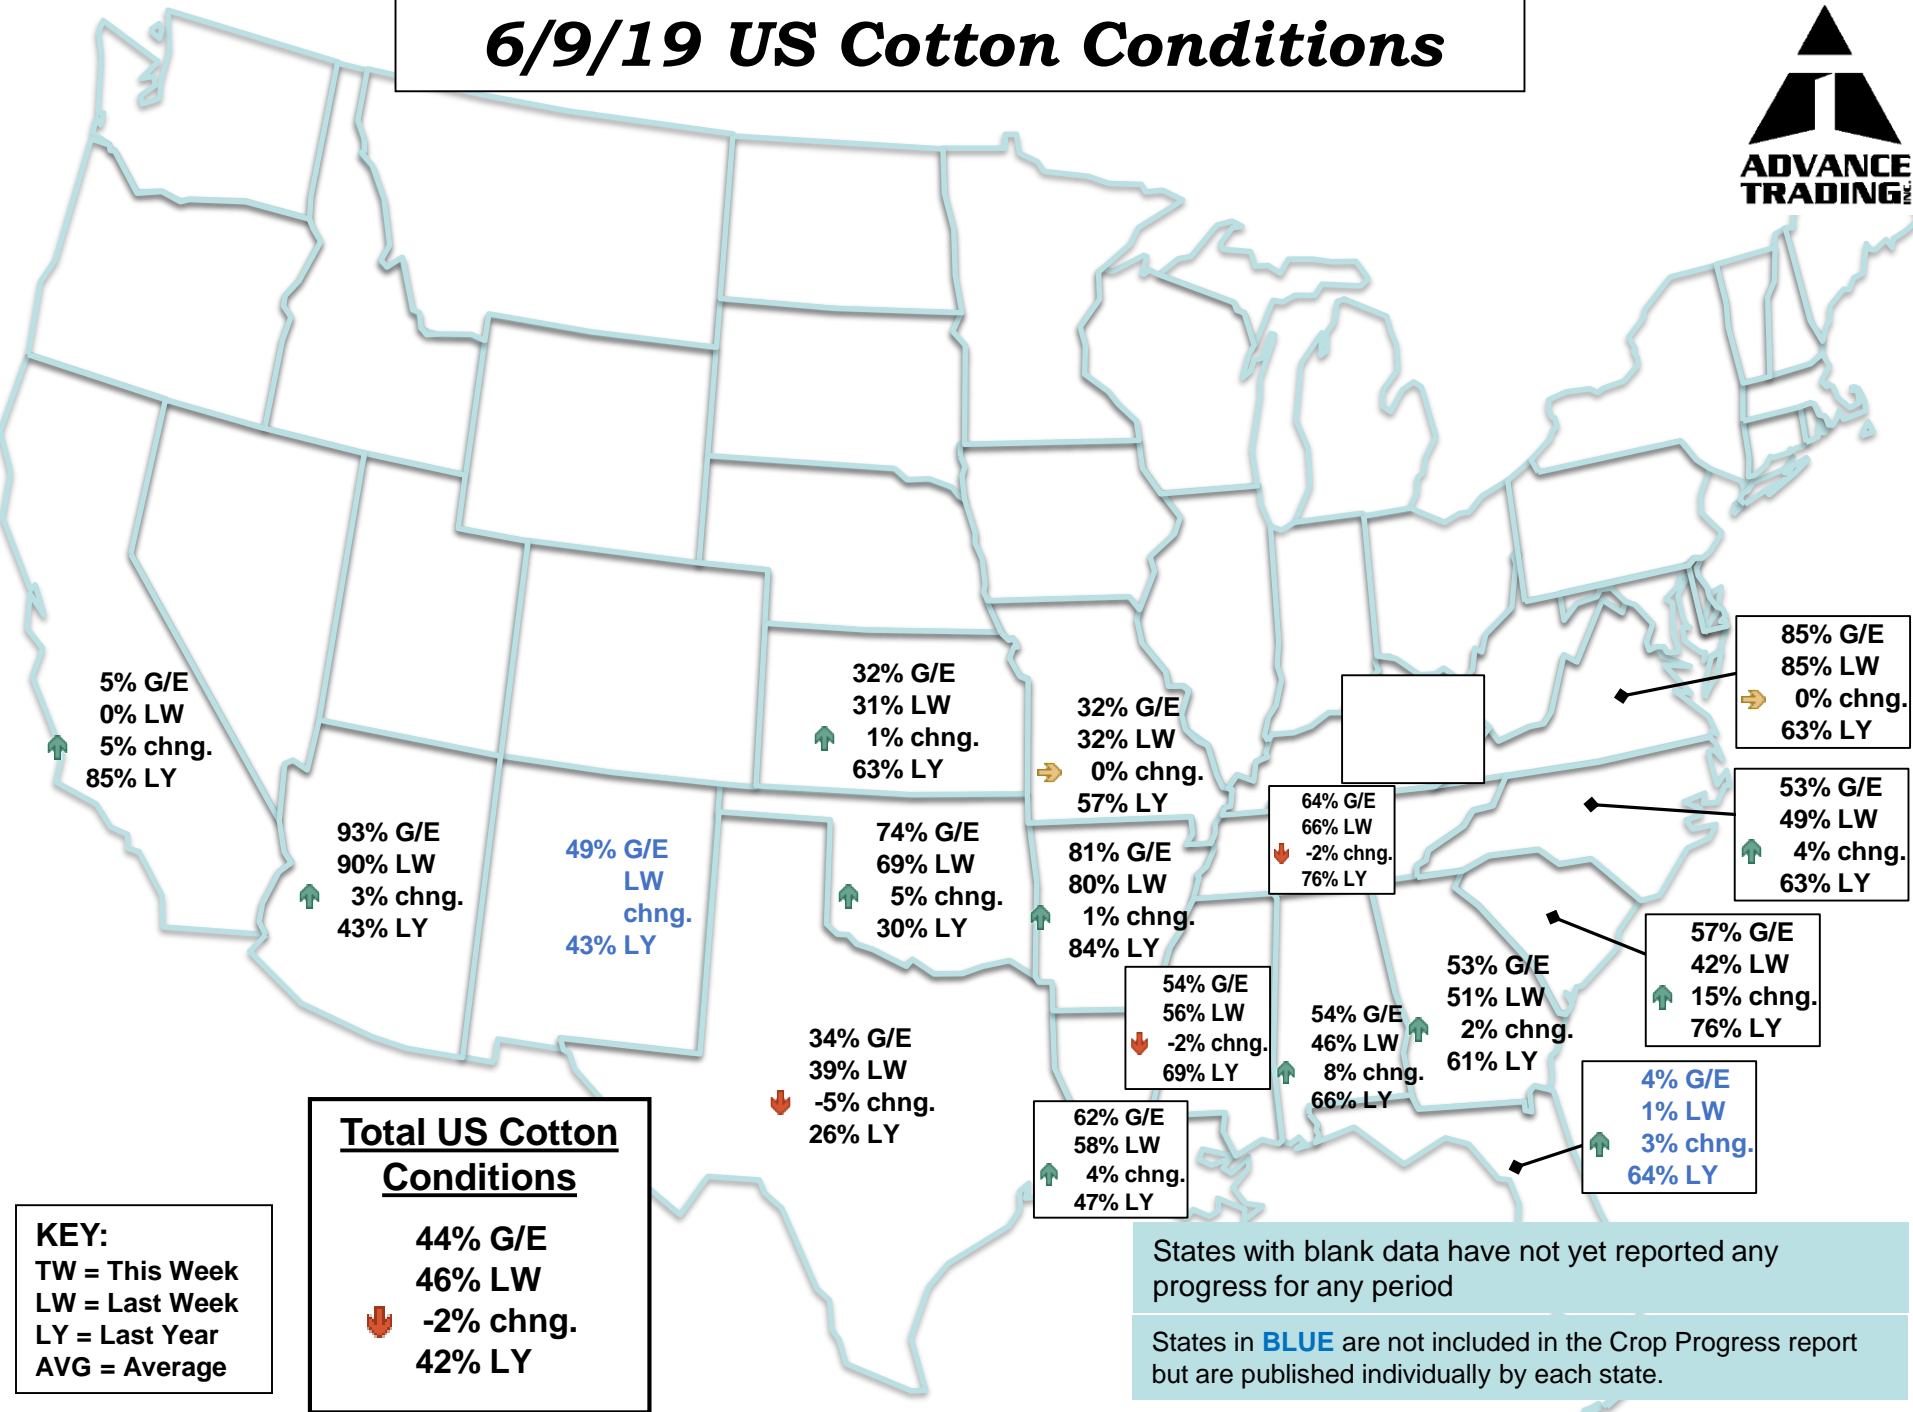 6/9/19 US Cotton Conditions
ADVANCE
TRADING INC.
5% G/E
0% LW
5% chng.
85% LY
93% G/E
90% LW
3% chng.
43% LY
49% G/E
LW
chng.
43% LY
32% G/E
31% LW
1% chng.
63% LY
74% G/E
69% LW
5% chng.
30% LY
34% G/E
39% LW
-5% chng.
26% LY
32% G/E
32% LW
0% chng.
57% LY
81% G/E
80% LW
1% chng.
84% LY
62% G/E
58% LW
4% chng.
47% LY
54% G/E
56% LW
-2% chng.
69% LY
64% G/E
66% LW
-2% chng.
76% LY
54% G/E
46% LW
8% chng.
66% LY
53% G/E
51% LW
2% chng.
61% LY
85% G/E
85% LW
0% chng.
63% LY
53% G/E
49% LW
4% chng.
63% LY
57% G/E
42% LW
15% chng.
76% LY
4% G/E
1% LW
3% chng.
64% LY
Total US Cotton
Conditions
44% G/E
46% LW
-2% chng.
42% LY
KEY:
TW = This Week
LW = Last Week
LY = Last Year
AVG = Average
States with blank data have not yet reported any
progress for any period
States in BLUE are not included in the Crop Progress report
but are published individually by each state.